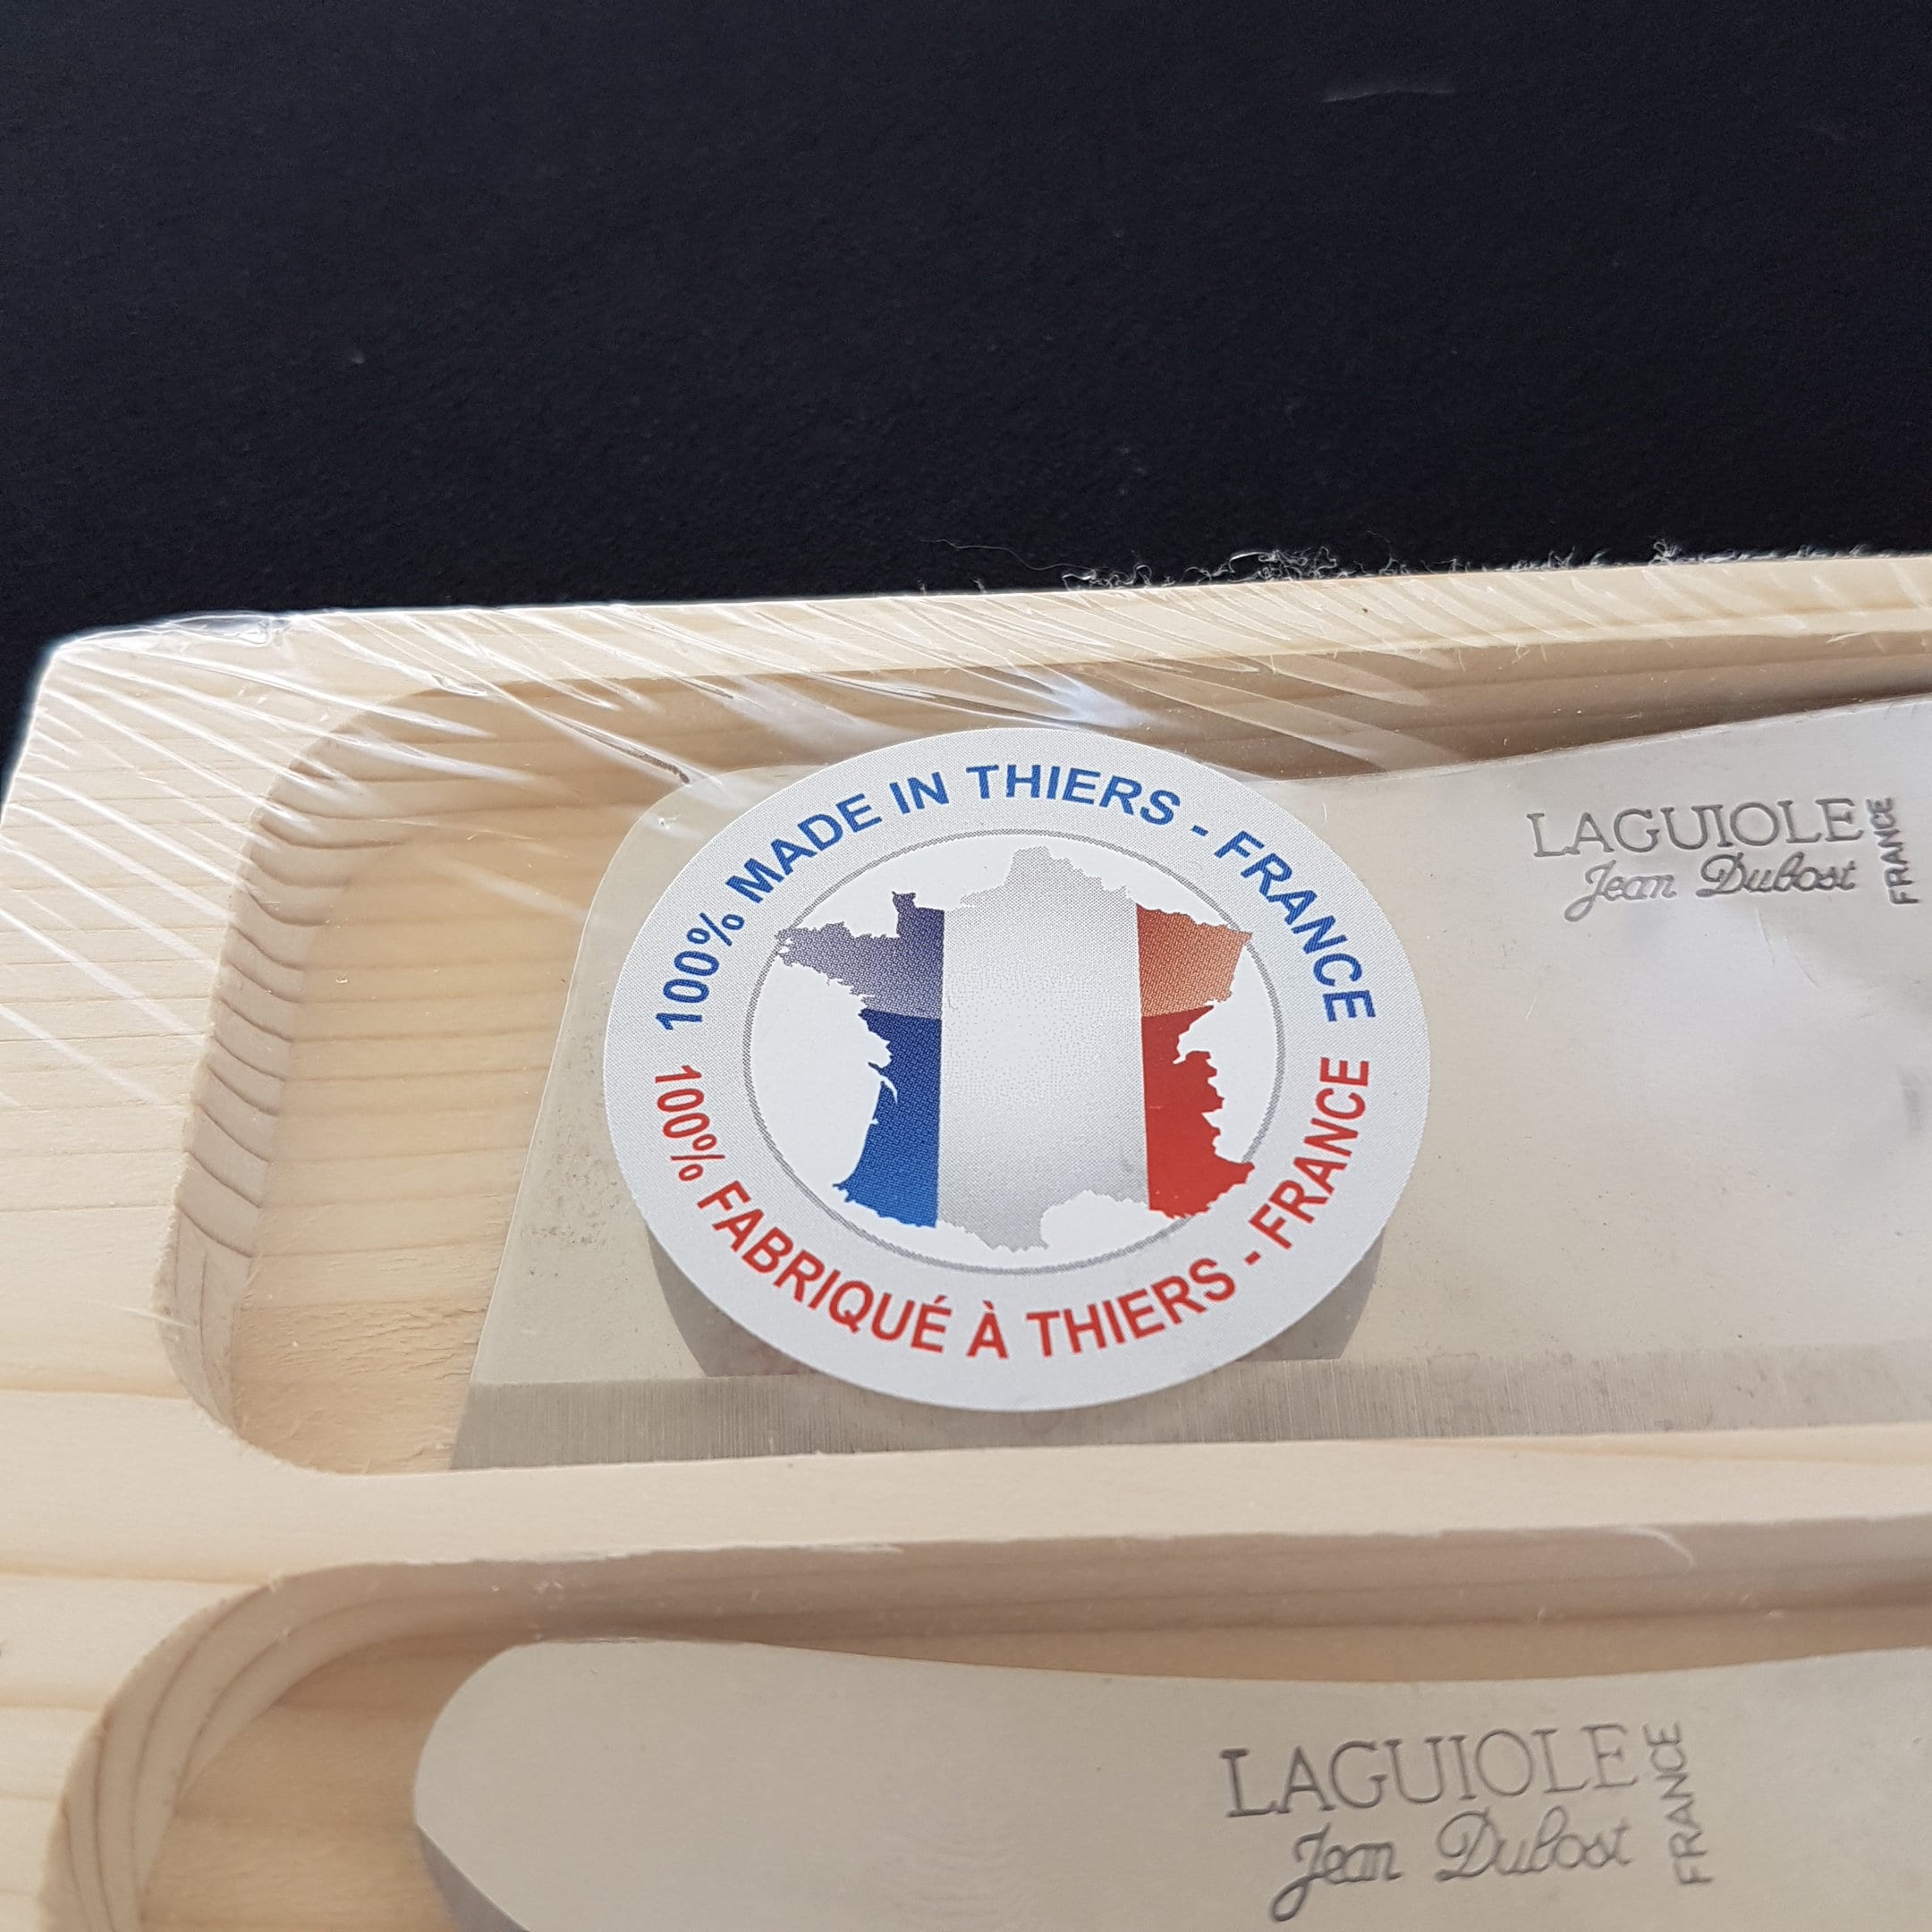 100% MADE IN THIERS - FRANCE
100% FABRIQUÉ À THIERS - FRANCE
LAGUIOLE
Jean Dubost
FRANCE
LAGUIOLE
Jean Dubost
FRANCE